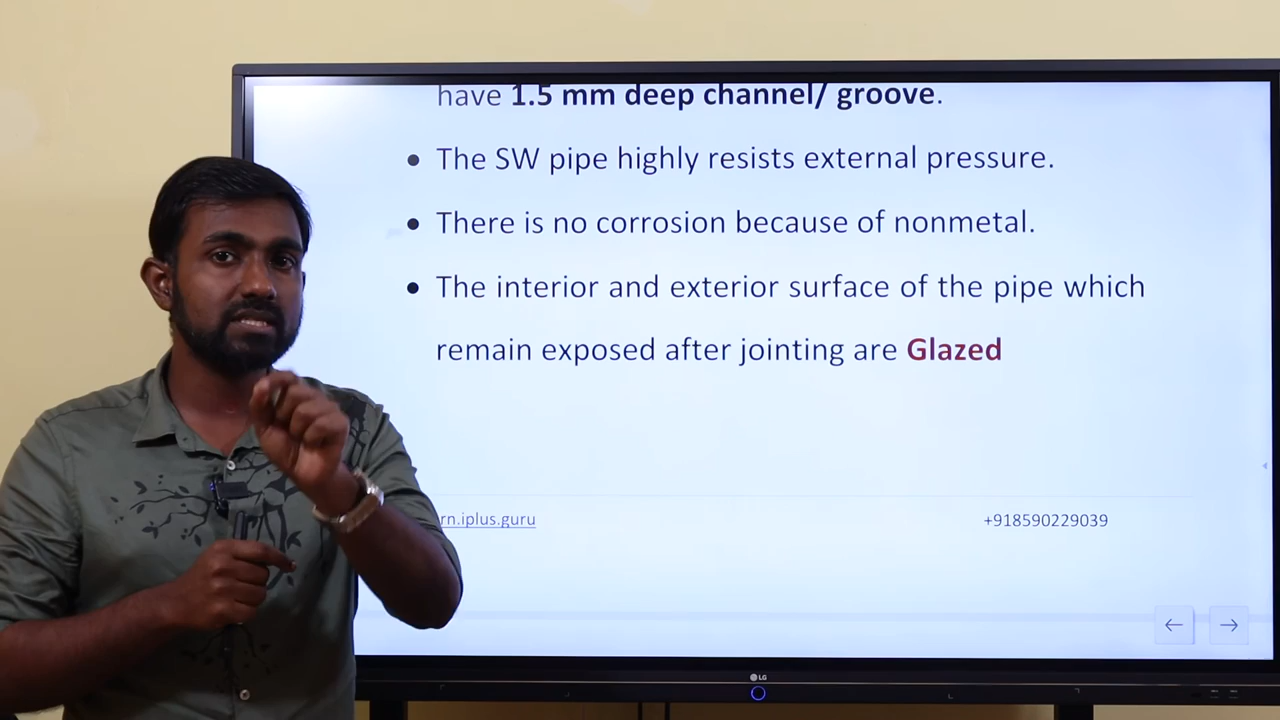 have 1.5 mm deep channel/ groove.
• The SW pipe highly resists external pressure.
• There is no corrosion because of nonmetal.
• The interior and exterior surface of the pipe which
remain exposed after jointing are Glazed
rn.iplus.guru
+918590229039
LG